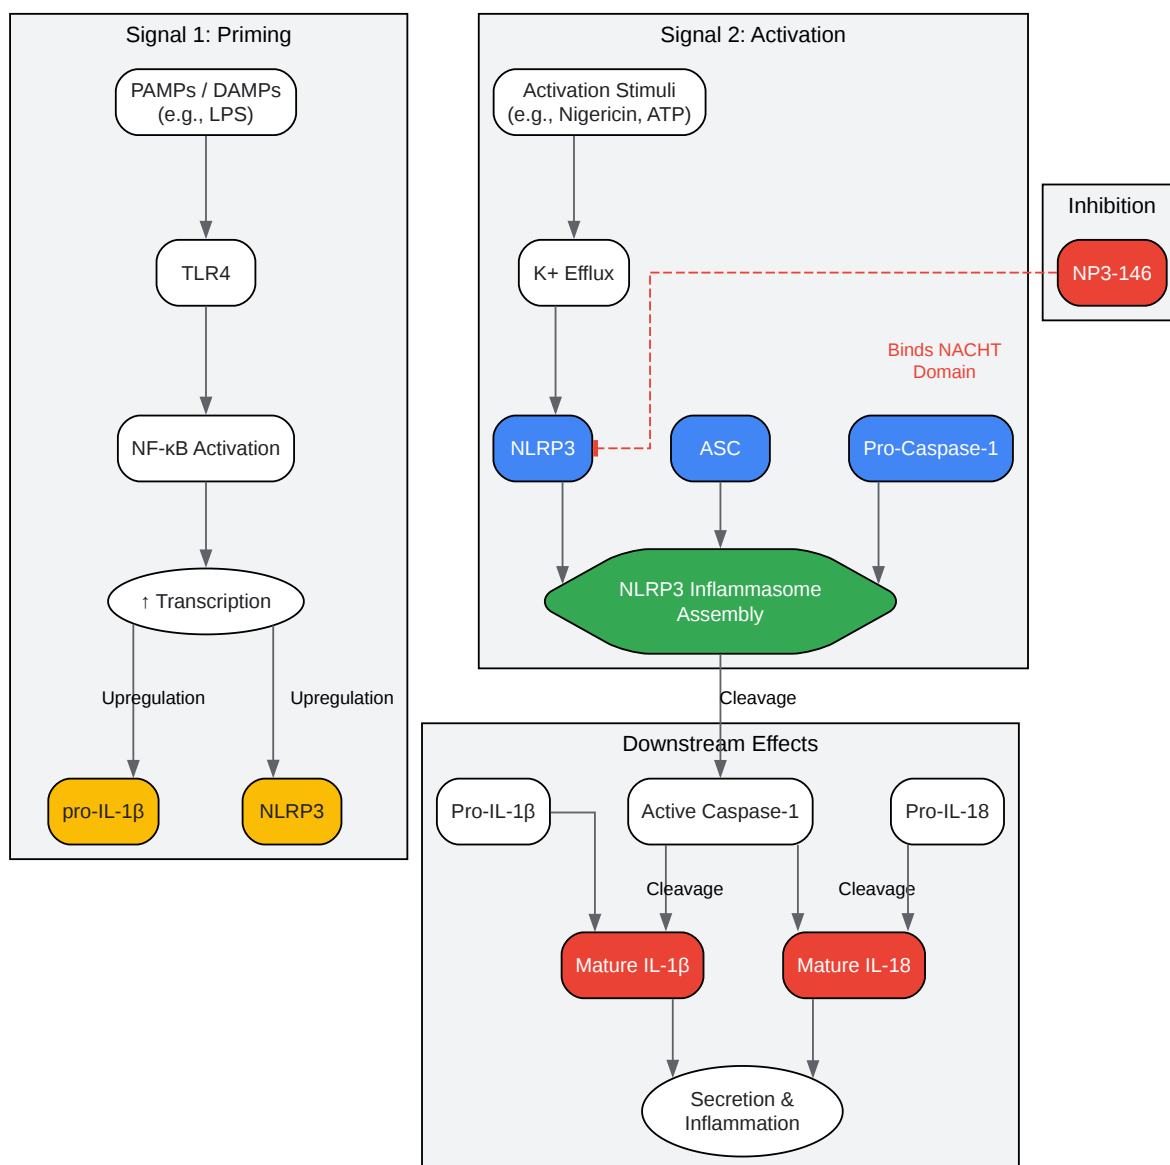 Signal 1: Priming
PAMPs / DAMPs
(e.g., LPS)
TLR4
NF-κB Activation
↑ Transcription
Upregulation
Upregulation
pro-IL-1β
NLRP3
Signal 2: Activation
Activation Stimuli
(e.g., Nigericin, ATP)
K+ Efflux
Inhibition
NP3-146
Binds NACHT
Domain
NLRP3
ASC
Pro-Caspase-1
NLRP3 Inflammasome
Assembly
Cleavage
Downstream Effects
Pro-IL-1β
Active Caspase-1
Pro-IL-18
Cleavage
Cleavage
Mature IL-1β
Mature IL-18
Secretion &
Inflammation